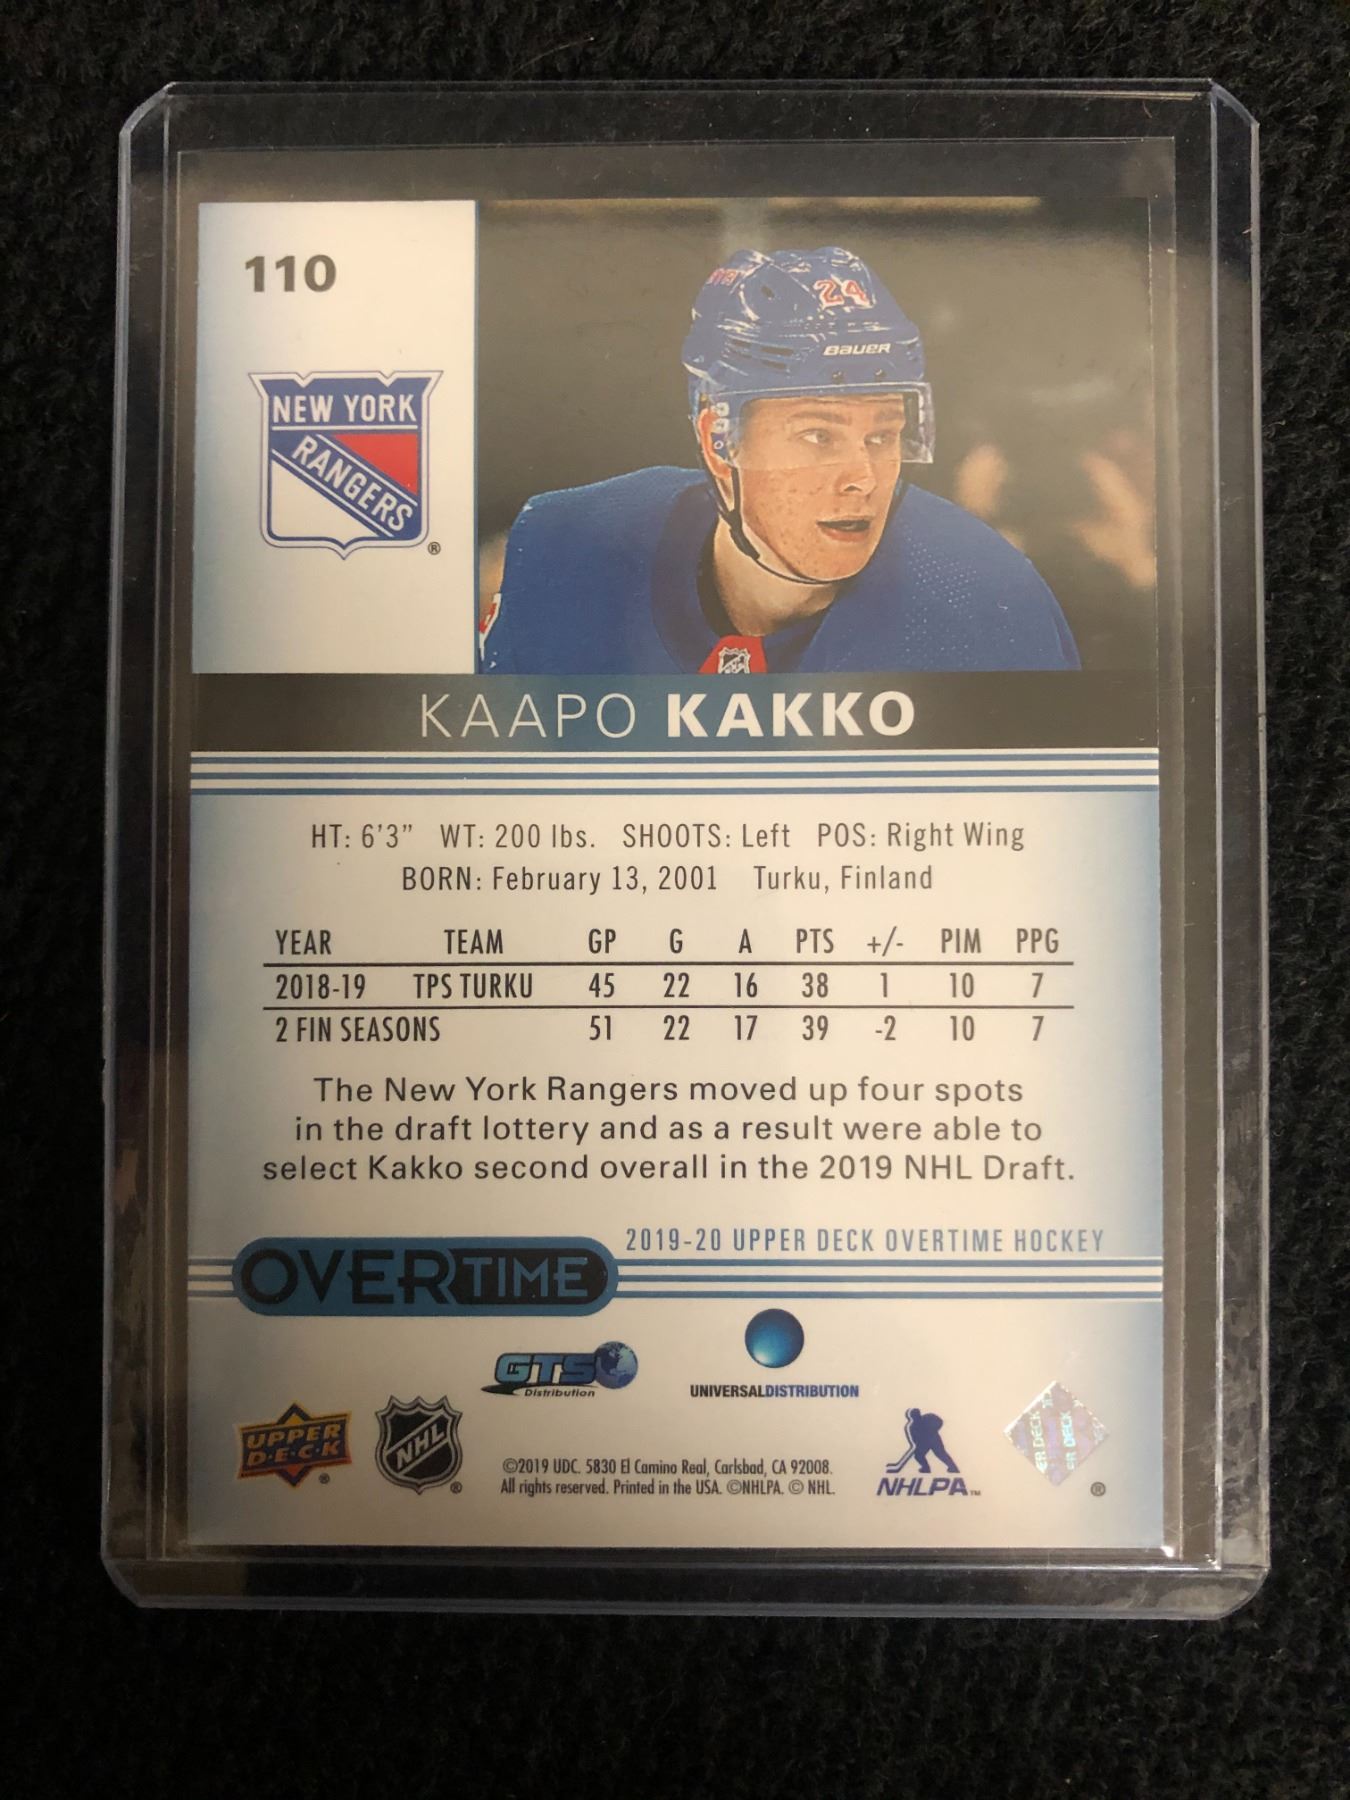 110
24
BAUER
NEW YORK
RANGERS
®
KAAPO KAKKO
HT: 6'3" WT: 200 lbs. SHOOTS: Left POS: Right Wing
BORN: February 13, 2001 Turku, Finland
YEAR TEAM GP G A PTS +/- PIM PPG
2018-19 TPS TURKU 45 22 16 38 1 10 7
2 FIN SEASONS 51 22 17 39 -2 10 7
The New York Rangers moved up four spots
in the draft lottery and as a result were able to
select Kakko second overall in the 2019 NHL Draft.
2019-20 UPPER DECK OVERTIME HOCKEY
OVERTIME
GTS
Distribution
UNIVERSALDISTRIBUTION
UPPER
D·E·C·K
®
NHL
®
©2019 UDC. 5830 El Camino Real, Carlsbad, CA 92008.
All rights reserved. Printed in the USA. ©NHLPA. © NHL.
NHLPA™
®